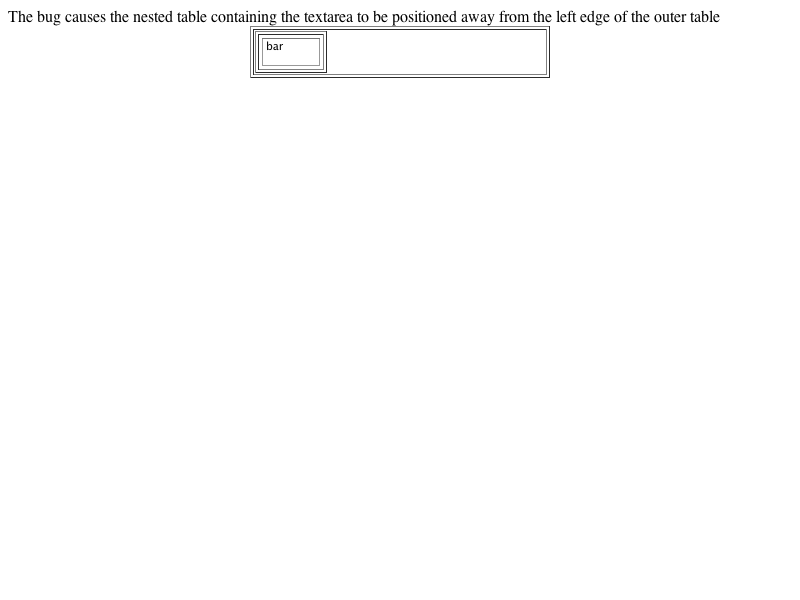 The bug causes the nested table containing the textarea to be positioned away from the left edge of the outer table
bar